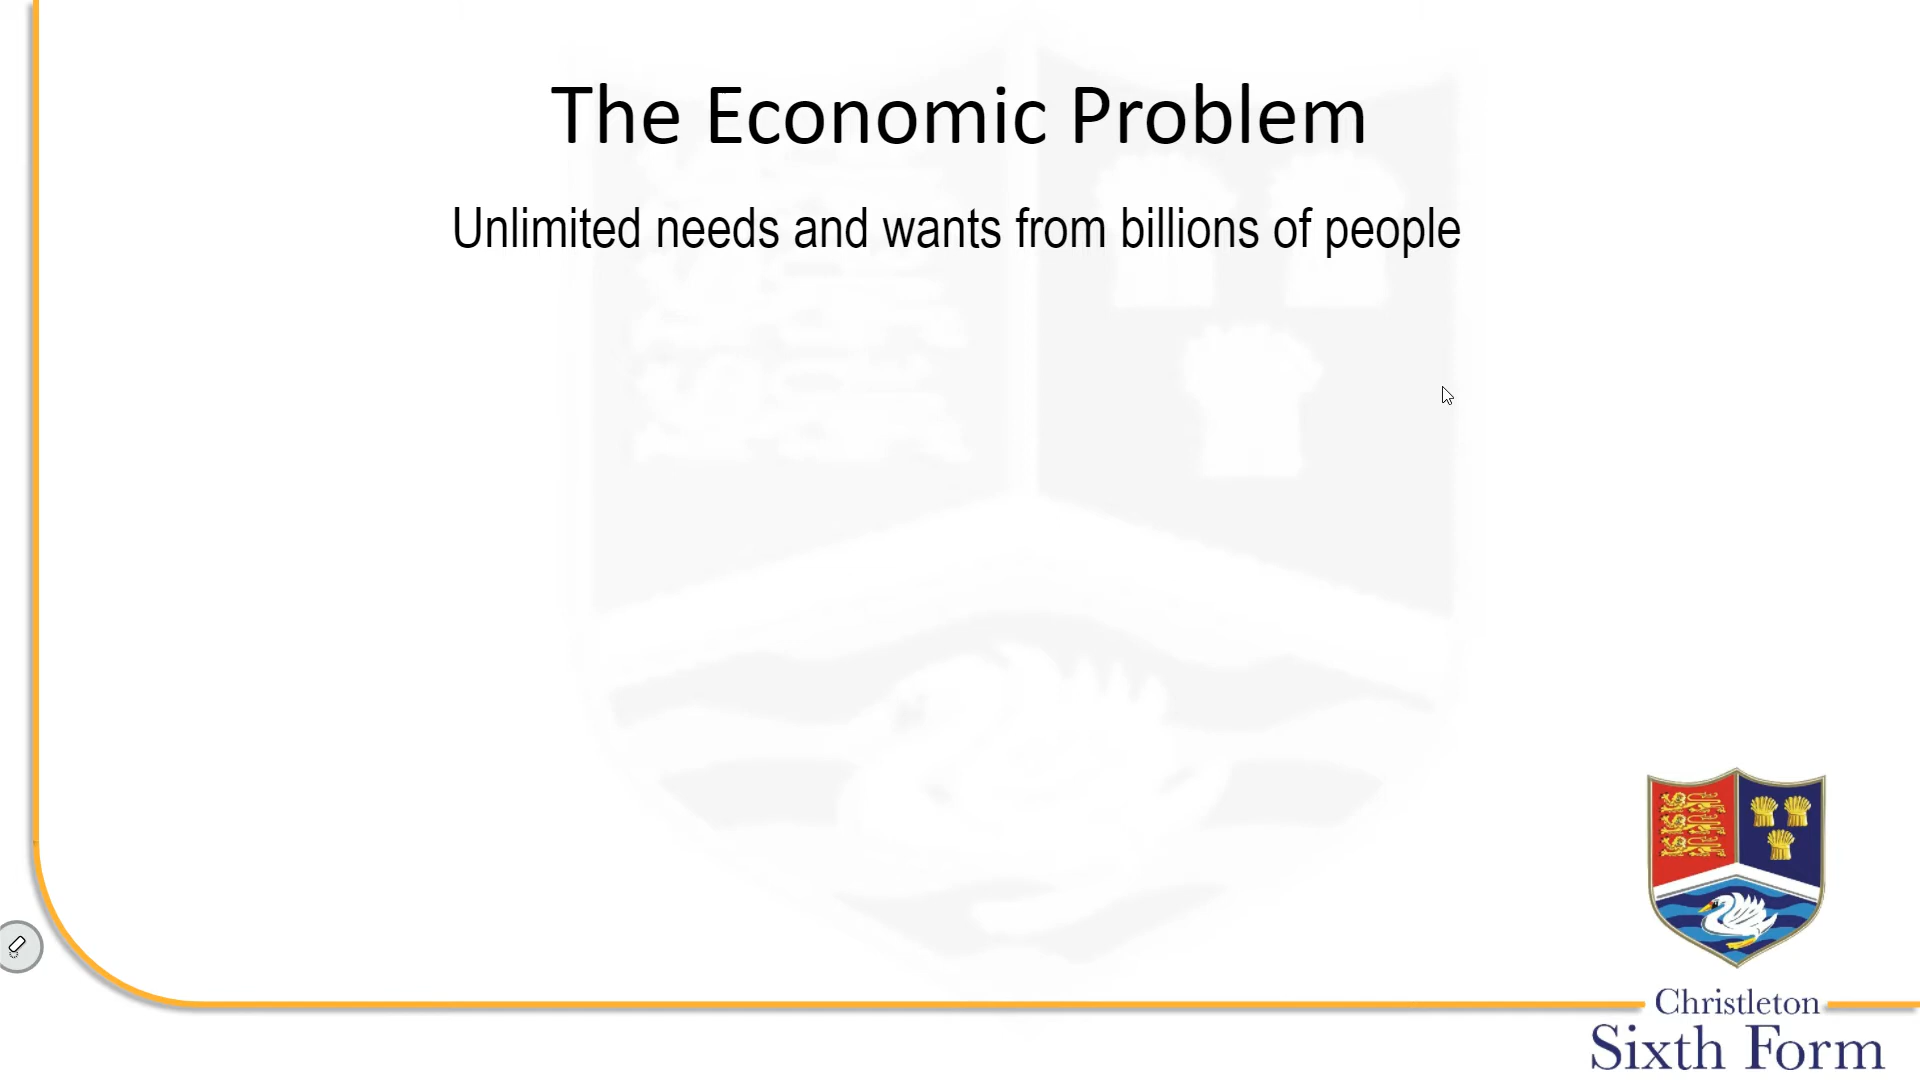 The Economic Problem
Unlimited needs and wants from billions of people
Christleton
Sixth Form